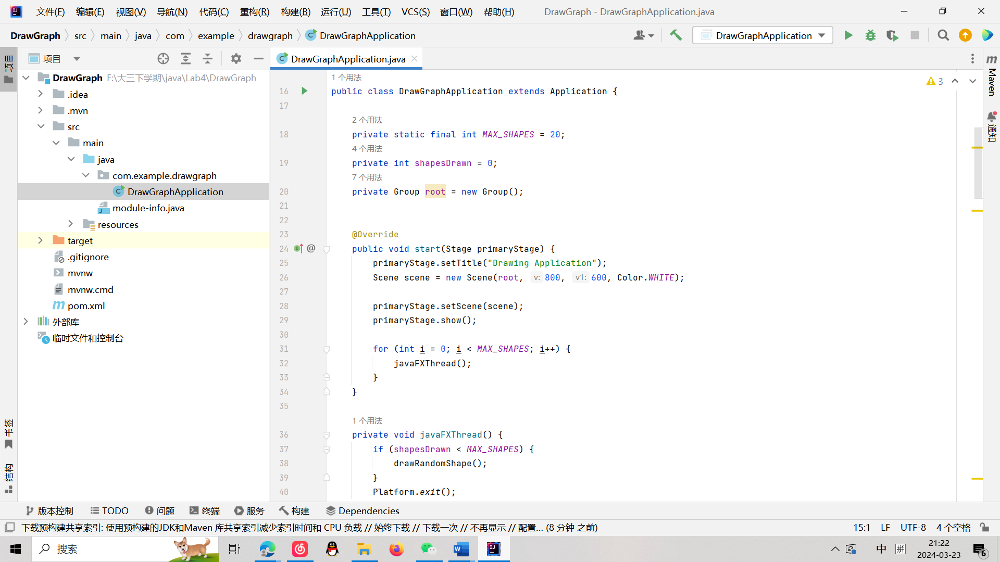 文件(F) 编辑(E) 视图(V) 导航(N) 代码(C) 重构(R) 构建(B) 运行(U) 工具(T) VCS(S) 窗口(W) 帮助(H) DrawGraph - DrawGraphApplication.java
DrawGraph src main java com example drawgraph DrawGraphApplication DrawGraphApplication
项目
项目
DrawGraph F:\大三下学期\java\Lab4\DrawGraph
.idea
.mvn
src
main
java
com.example.drawgraph
DrawGraphApplication
module-info.java
resources
target
.gitignore
mvnw
mvnw.cmd
pom.xml
外部库
临时文件和控制台
书签
结构
DrawGraphApplication.java
3
1 个用法
16 public class DrawGraphApplication extends Application {
17
2 个用法
18 private static final int MAX_SHAPES = 20;
4 个用法
19 private int shapesDrawn = 0;
7 个用法
20 private Group root = new Group();
21
22
23 @Override
24 public void start(Stage primaryStage) {
25 primaryStage.setTitle("Drawing Application");
26 Scene scene = new Scene(root, v: 800, v1: 600, Color.WHITE);
27
28 primaryStage.setScene(scene);
29 primaryStage.show();
30
31 for (int i = 0; i < MAX_SHAPES; i++) {
32 javaFXThread();
33 }
34 }
35
1 个用法
36 private void javaFXThread() {
37 if (shapesDrawn < MAX_SHAPES) {
38 drawRandomShape();
39 }
40 Platform.exit();
Maven
通知
版本控制 TODO 问题 终端 服务 构建 Dependencies
下载预构建共享索引: 使用预构建的JDK和Maven 库共享索引减少索引时间和 CPU 负载 // 始终下载 // 下载一次 // 不再显示 // 配置... (8 分钟 之前) 15:1 LF UTF-8 4 个空格
搜索
中 拼
21:22
2024-03-23
6